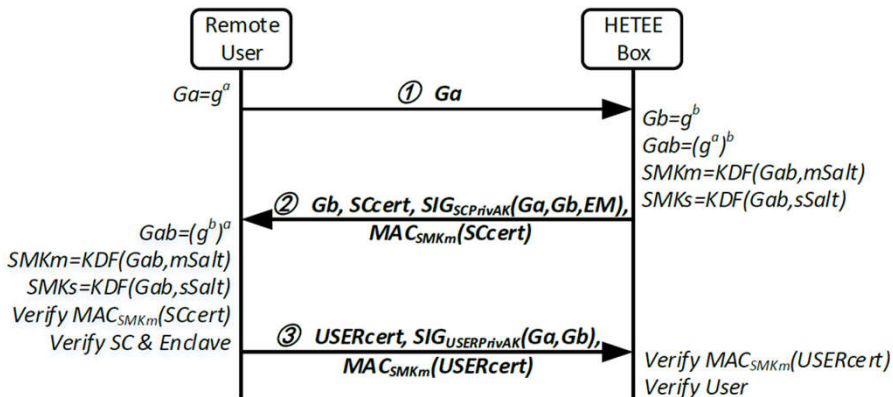 Remote
User
HETEE
Box
Ga=g^a
① Ga
Gb=g^b
Gab=(g^a)^b
SMKm=KDF(Gab,mSalt)
SMKs=KDF(Gab,sSalt)
② Gb, SCcert, SIG_SCPrivAK(Ga,Gb,EM),
MAC_SMKm(SCcert)
Gab=(g^b)^a
SMKm=KDF(Gab,mSalt)
SMKs=KDF(Gab,sSalt)
Verify MAC_SMKm(SCcert)
Verify SC & Enclave
③ USERcert, SIG_USERPrivAK(Ga,Gb),
MAC_SMKm(USERcert)
Verify MAC_SMKm(USERcert)
Verify User